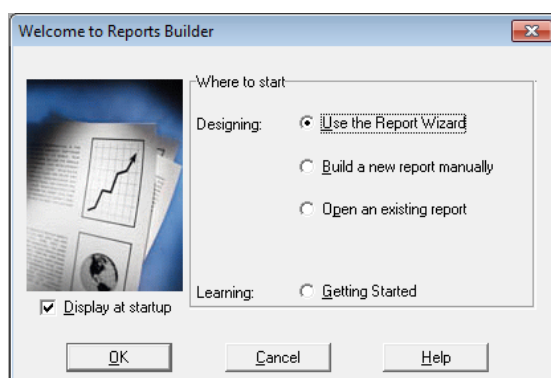 Welcome to Reports Builder
Where to start
Designing:
Use the Report Wizard
Build a new report manually
Open an existing report
Learning:
Getting Started
Display at startup
OK
Cancel
Help